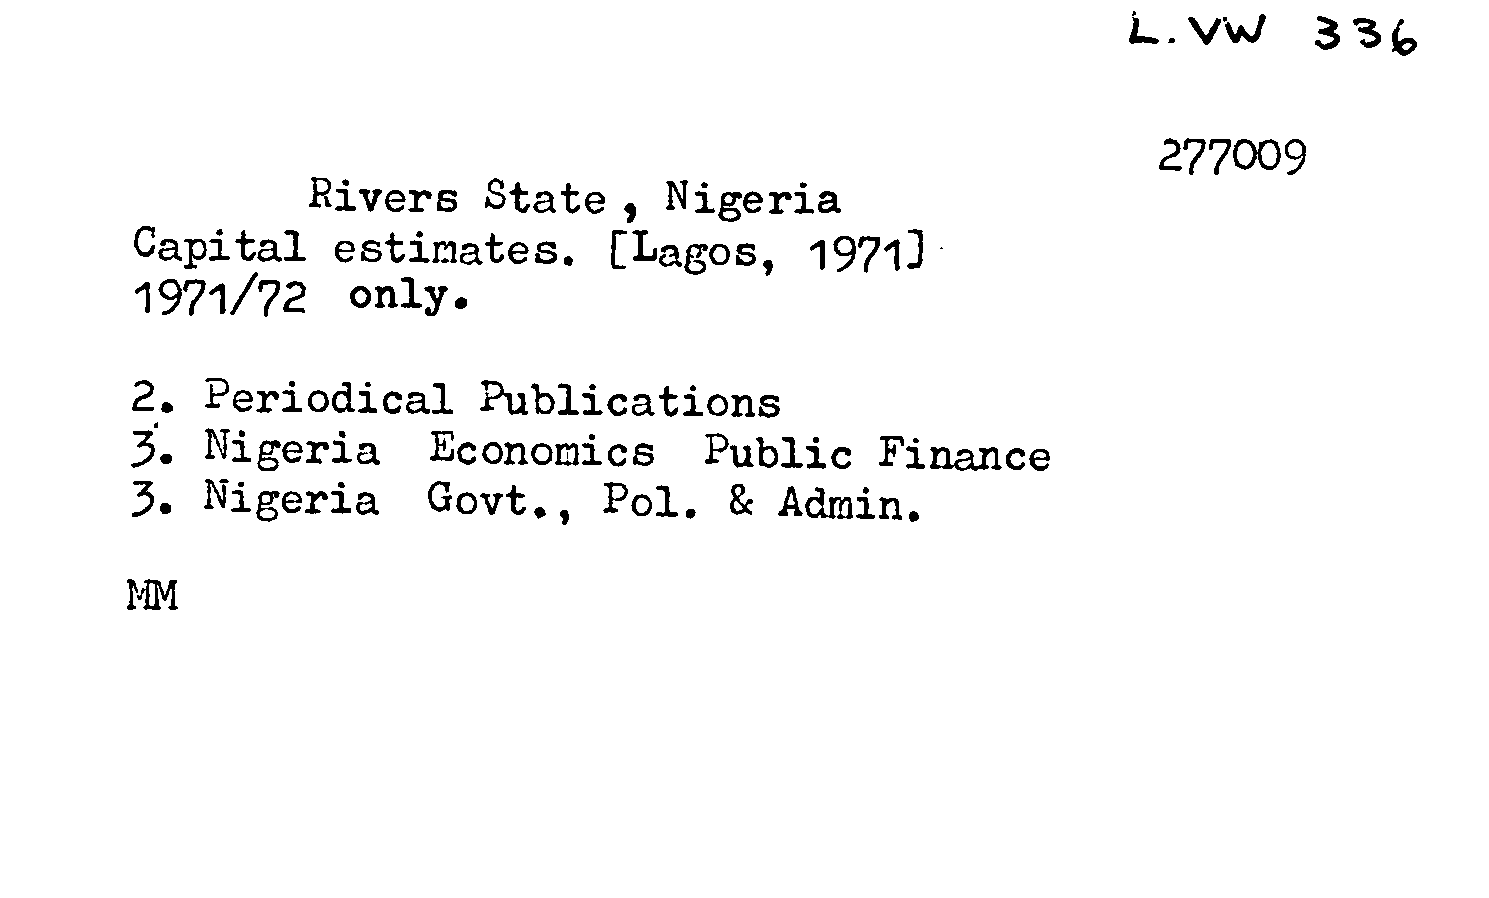 L. VW 336
277009
Rivers State, Nigeria
Capital estimates. [Lagos, 1971]
1971/72 only.
2. Periodical Publications
3. Nigeria Economics Public Finance
3. Nigeria Govt., Pol. & Admin.
MM